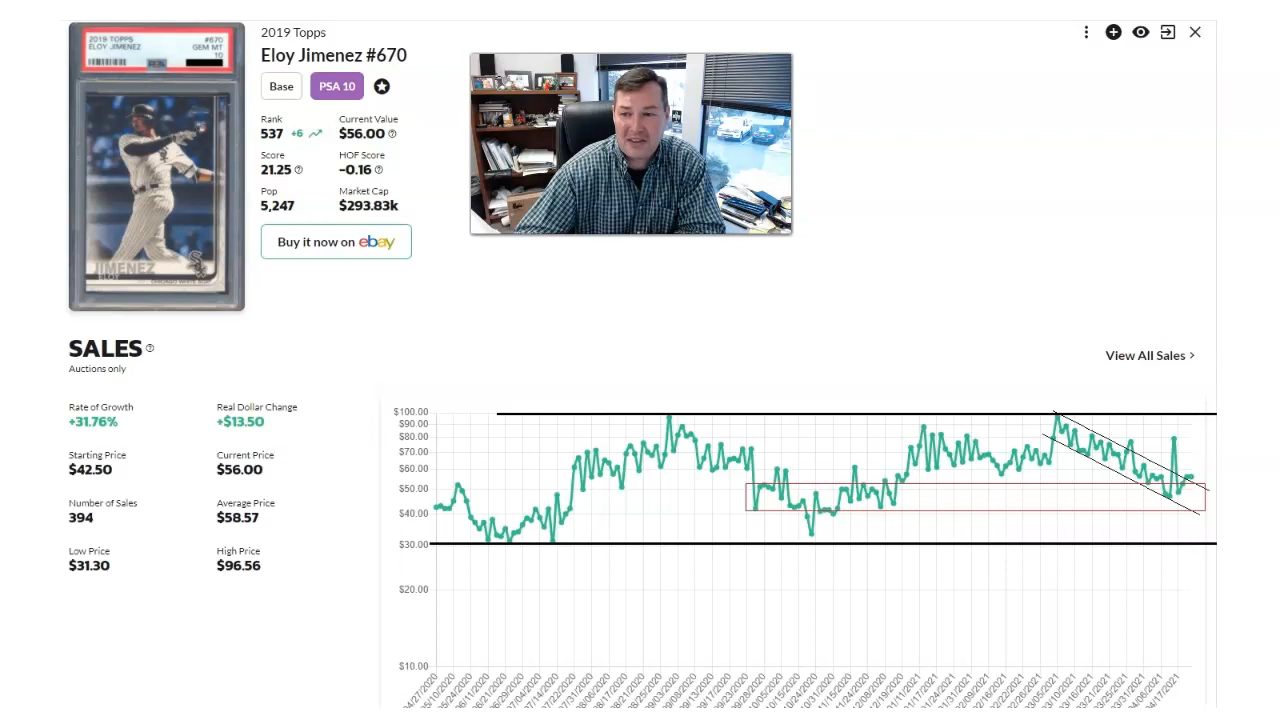 2019 TOPPS #670
ELOY JIMENEZ GEM MT
10
JIMENEZ
ELOY
CHICAGO WHITE SOX
2019 Topps
Eloy Jimenez #670
Base PSA 10
Rank Current Value
537 +6 $56.00
Score HOF Score
21.25 -0.16
Pop Market Cap
5,247 $293.83k
Buy it now on ebay
SALES
Auctions only
View All Sales >
Rate of Growth Real Dollar Change
+31.76% +$13.50
Starting Price Current Price
$42.50 $56.00
Number of Sales Average Price
394 $58.57
Low Price High Price
$31.30 $96.56
$100.00
$90.00
$80.00
$70.00
$60.00
$50.00
$40.00
$30.00
$20.00
$10.00